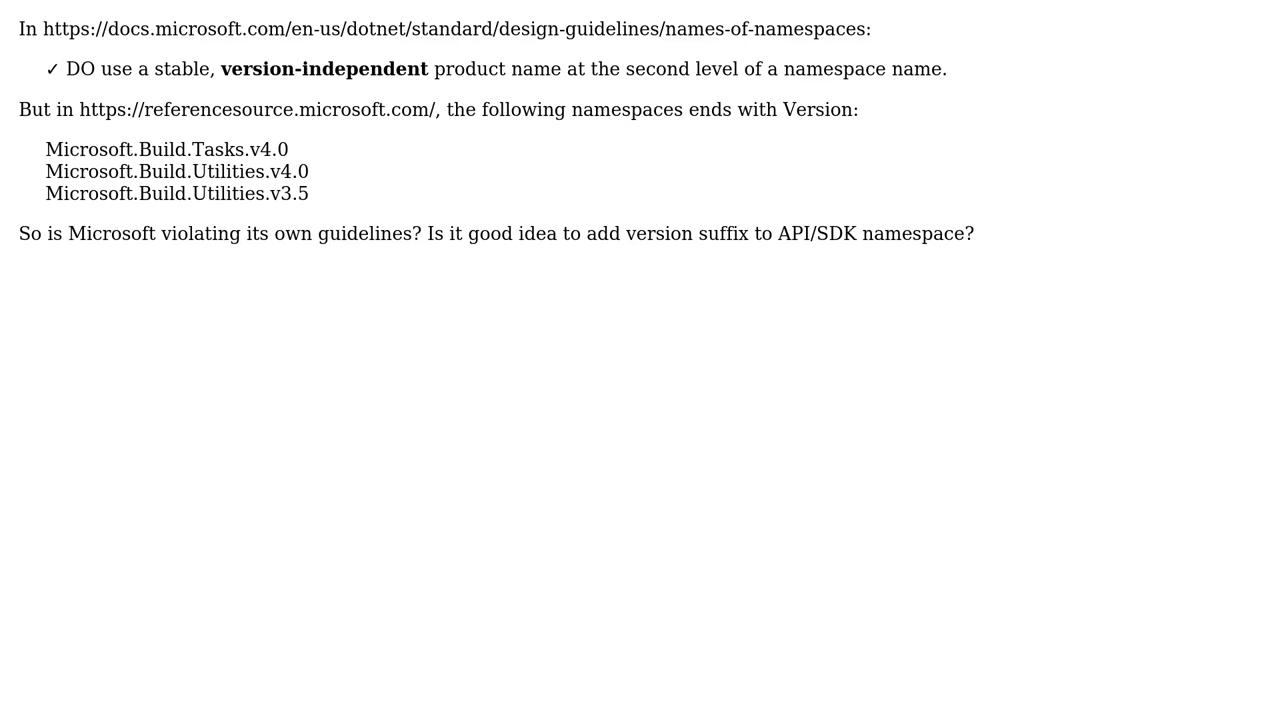 In https://docs.microsoft.com/en-us/dotnet/standard/design-guidelines/names-of-namespaces:
✓ DO use a stable, version-independent product name at the second level of a namespace name.
But in https://referencesource.microsoft.com/, the following namespaces ends with Version:
Microsoft.Build.Tasks.v4.0
Microsoft.Build.Utilities.v4.0
Microsoft.Build.Utilities.v3.5
So is Microsoft violating its own guidelines? Is it good idea to add version suffix to API/SDK namespace?